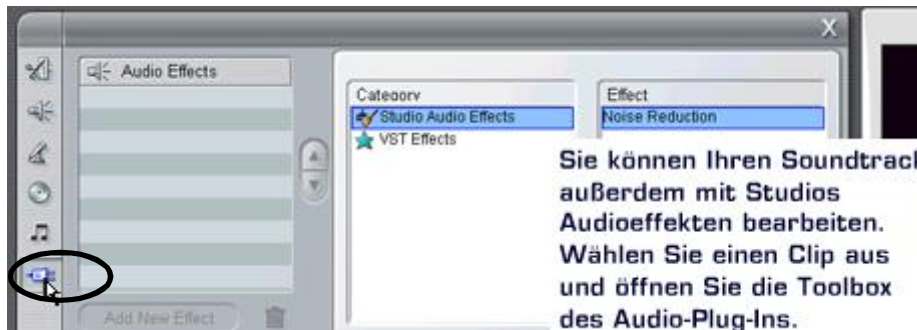 X
Audio Effects
Category
Effect
Studio Audio Effects
Noise Reduction
VST Effects
Add New Effect
Sie können Ihren Soundtrack
außerdem mit Studios
Audioeffekten bearbeiten.
Wählen Sie einen Clip aus
und öffnen Sie die Toolbox
des Audio-Plug-Ins.